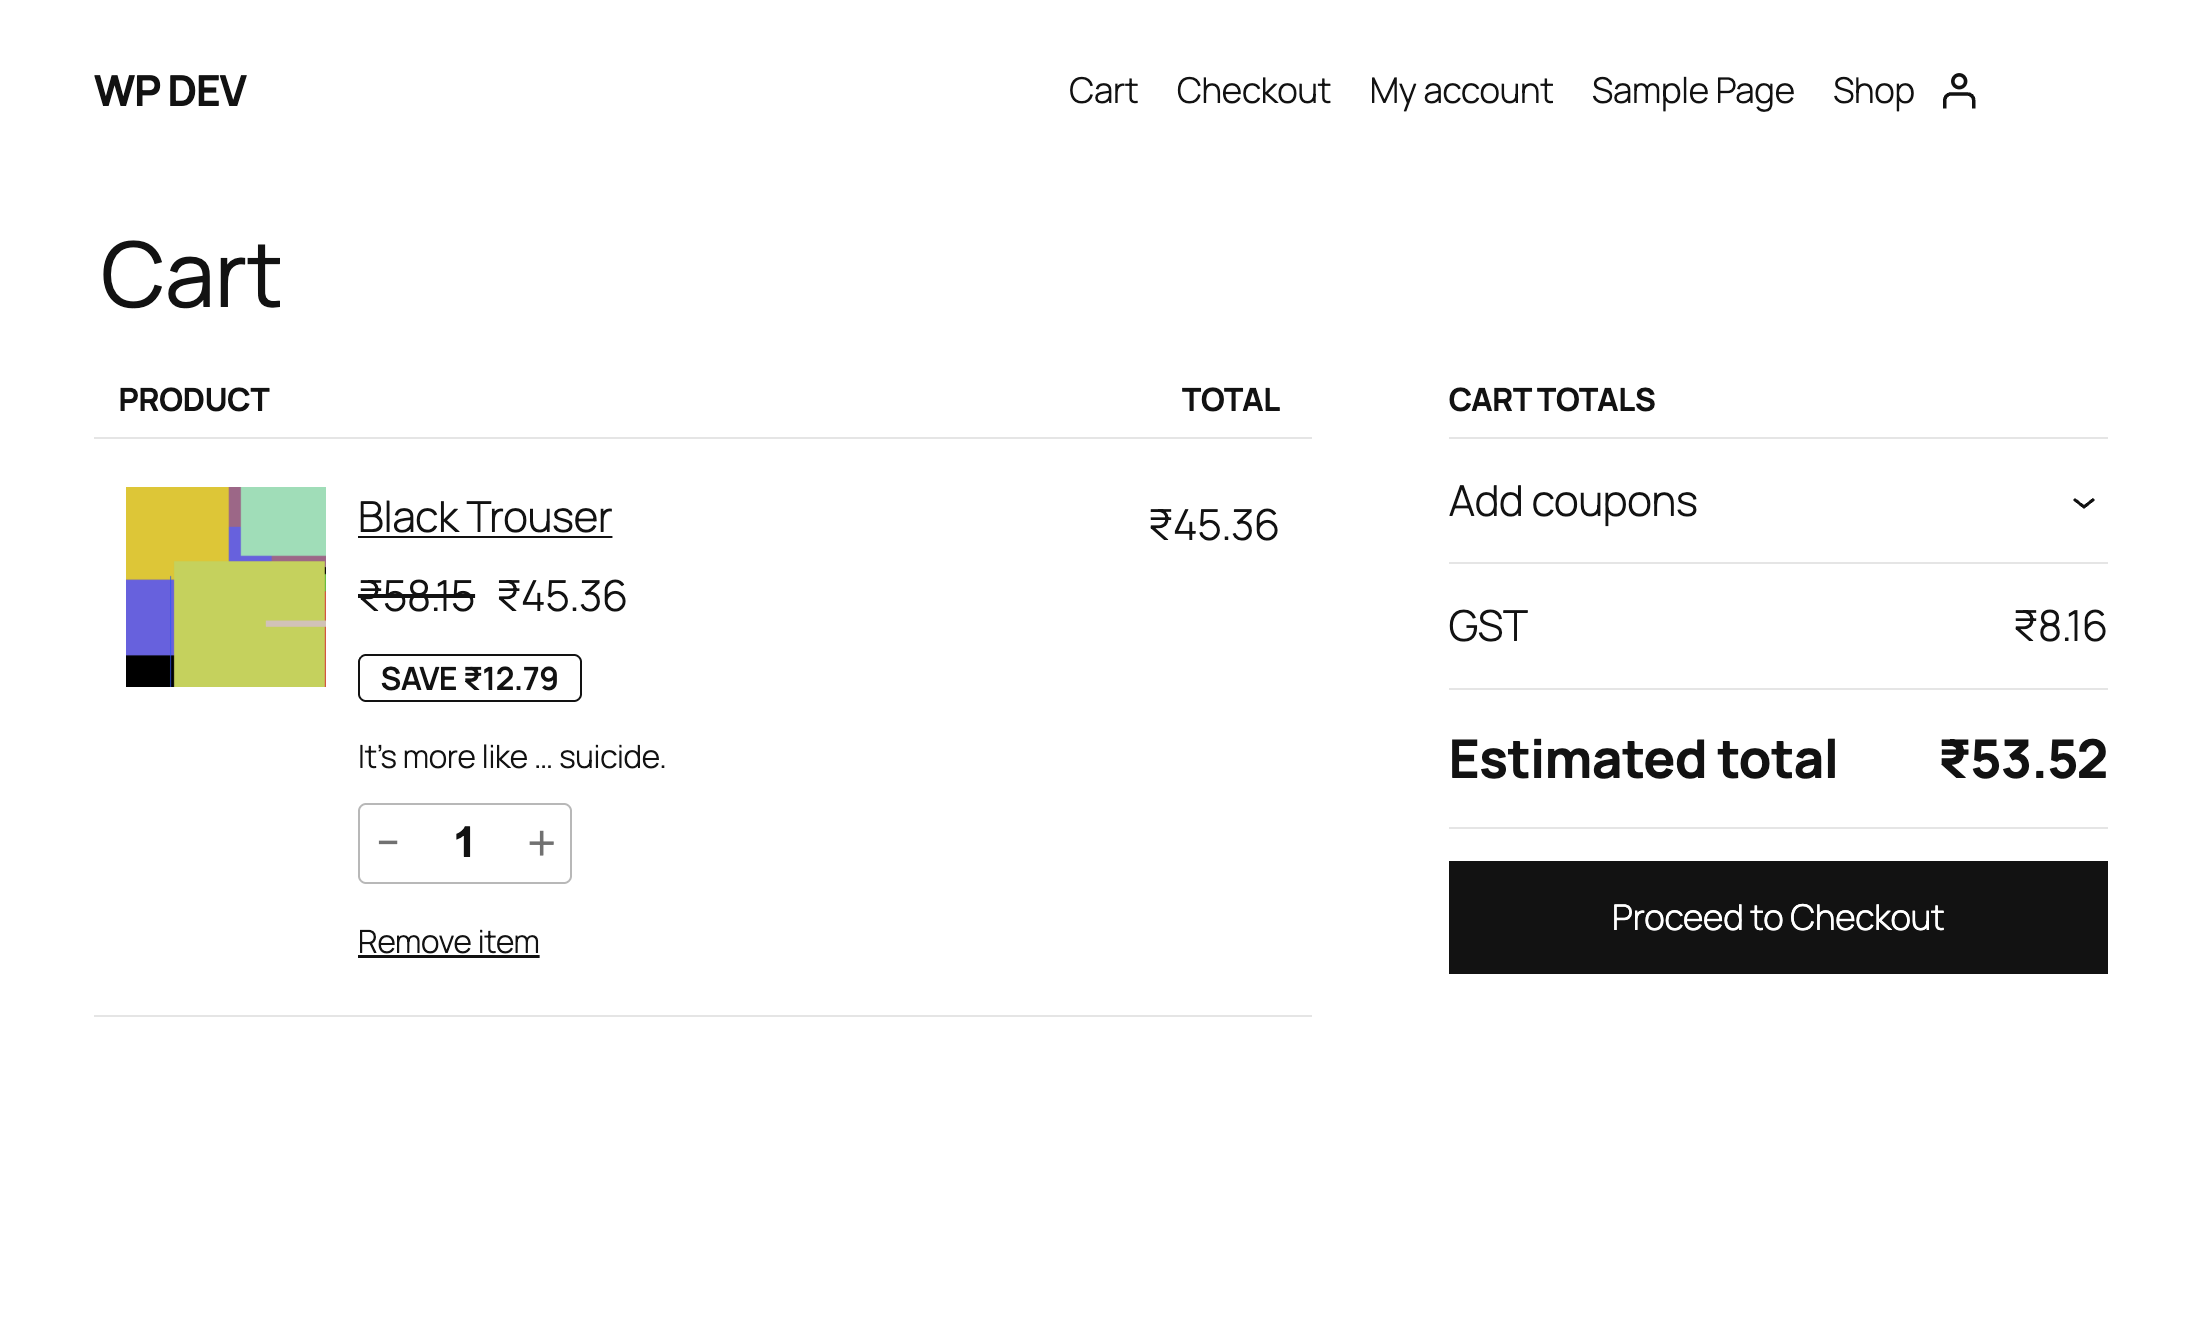 WP DEV
Cart Checkout My account Sample Page Shop
Cart
PRODUCT TOTAL
Black Trouser ₹45.36
₹58.15 ₹45.36
SAVE ₹12.79
It’s more like … suicide.
− 1 +
Remove item
CART TOTALS
Add coupons
GST ₹8.16
Estimated total ₹53.52
Proceed to Checkout